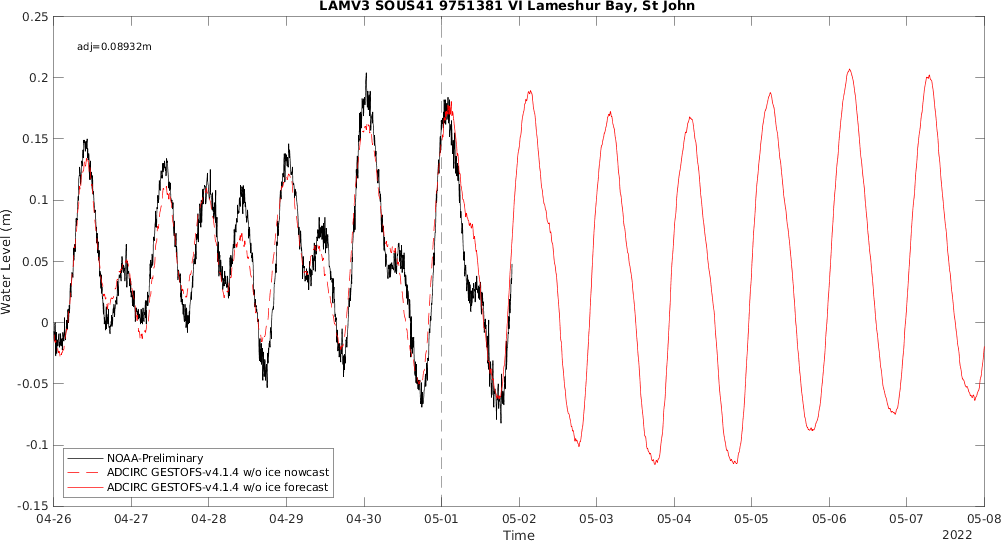 LAMV3 SOUS41 9751381 VI Lameshur Bay, St John
adj=0.08932m
0.25
0.2
0.15
0.1
0.05
0
-0.05
-0.1
-0.15
Water Level (m)
NOAA-Preliminary
ADCIRC GESTOFS-v4.1.4 w/o ice nowcast
ADCIRC GESTOFS-v4.1.4 w/o ice forecast
04-26 04-27 04-28 04-29 04-30 05-01 05-02 05-03 05-04 05-05 05-06 05-07 05-08
Time
2022